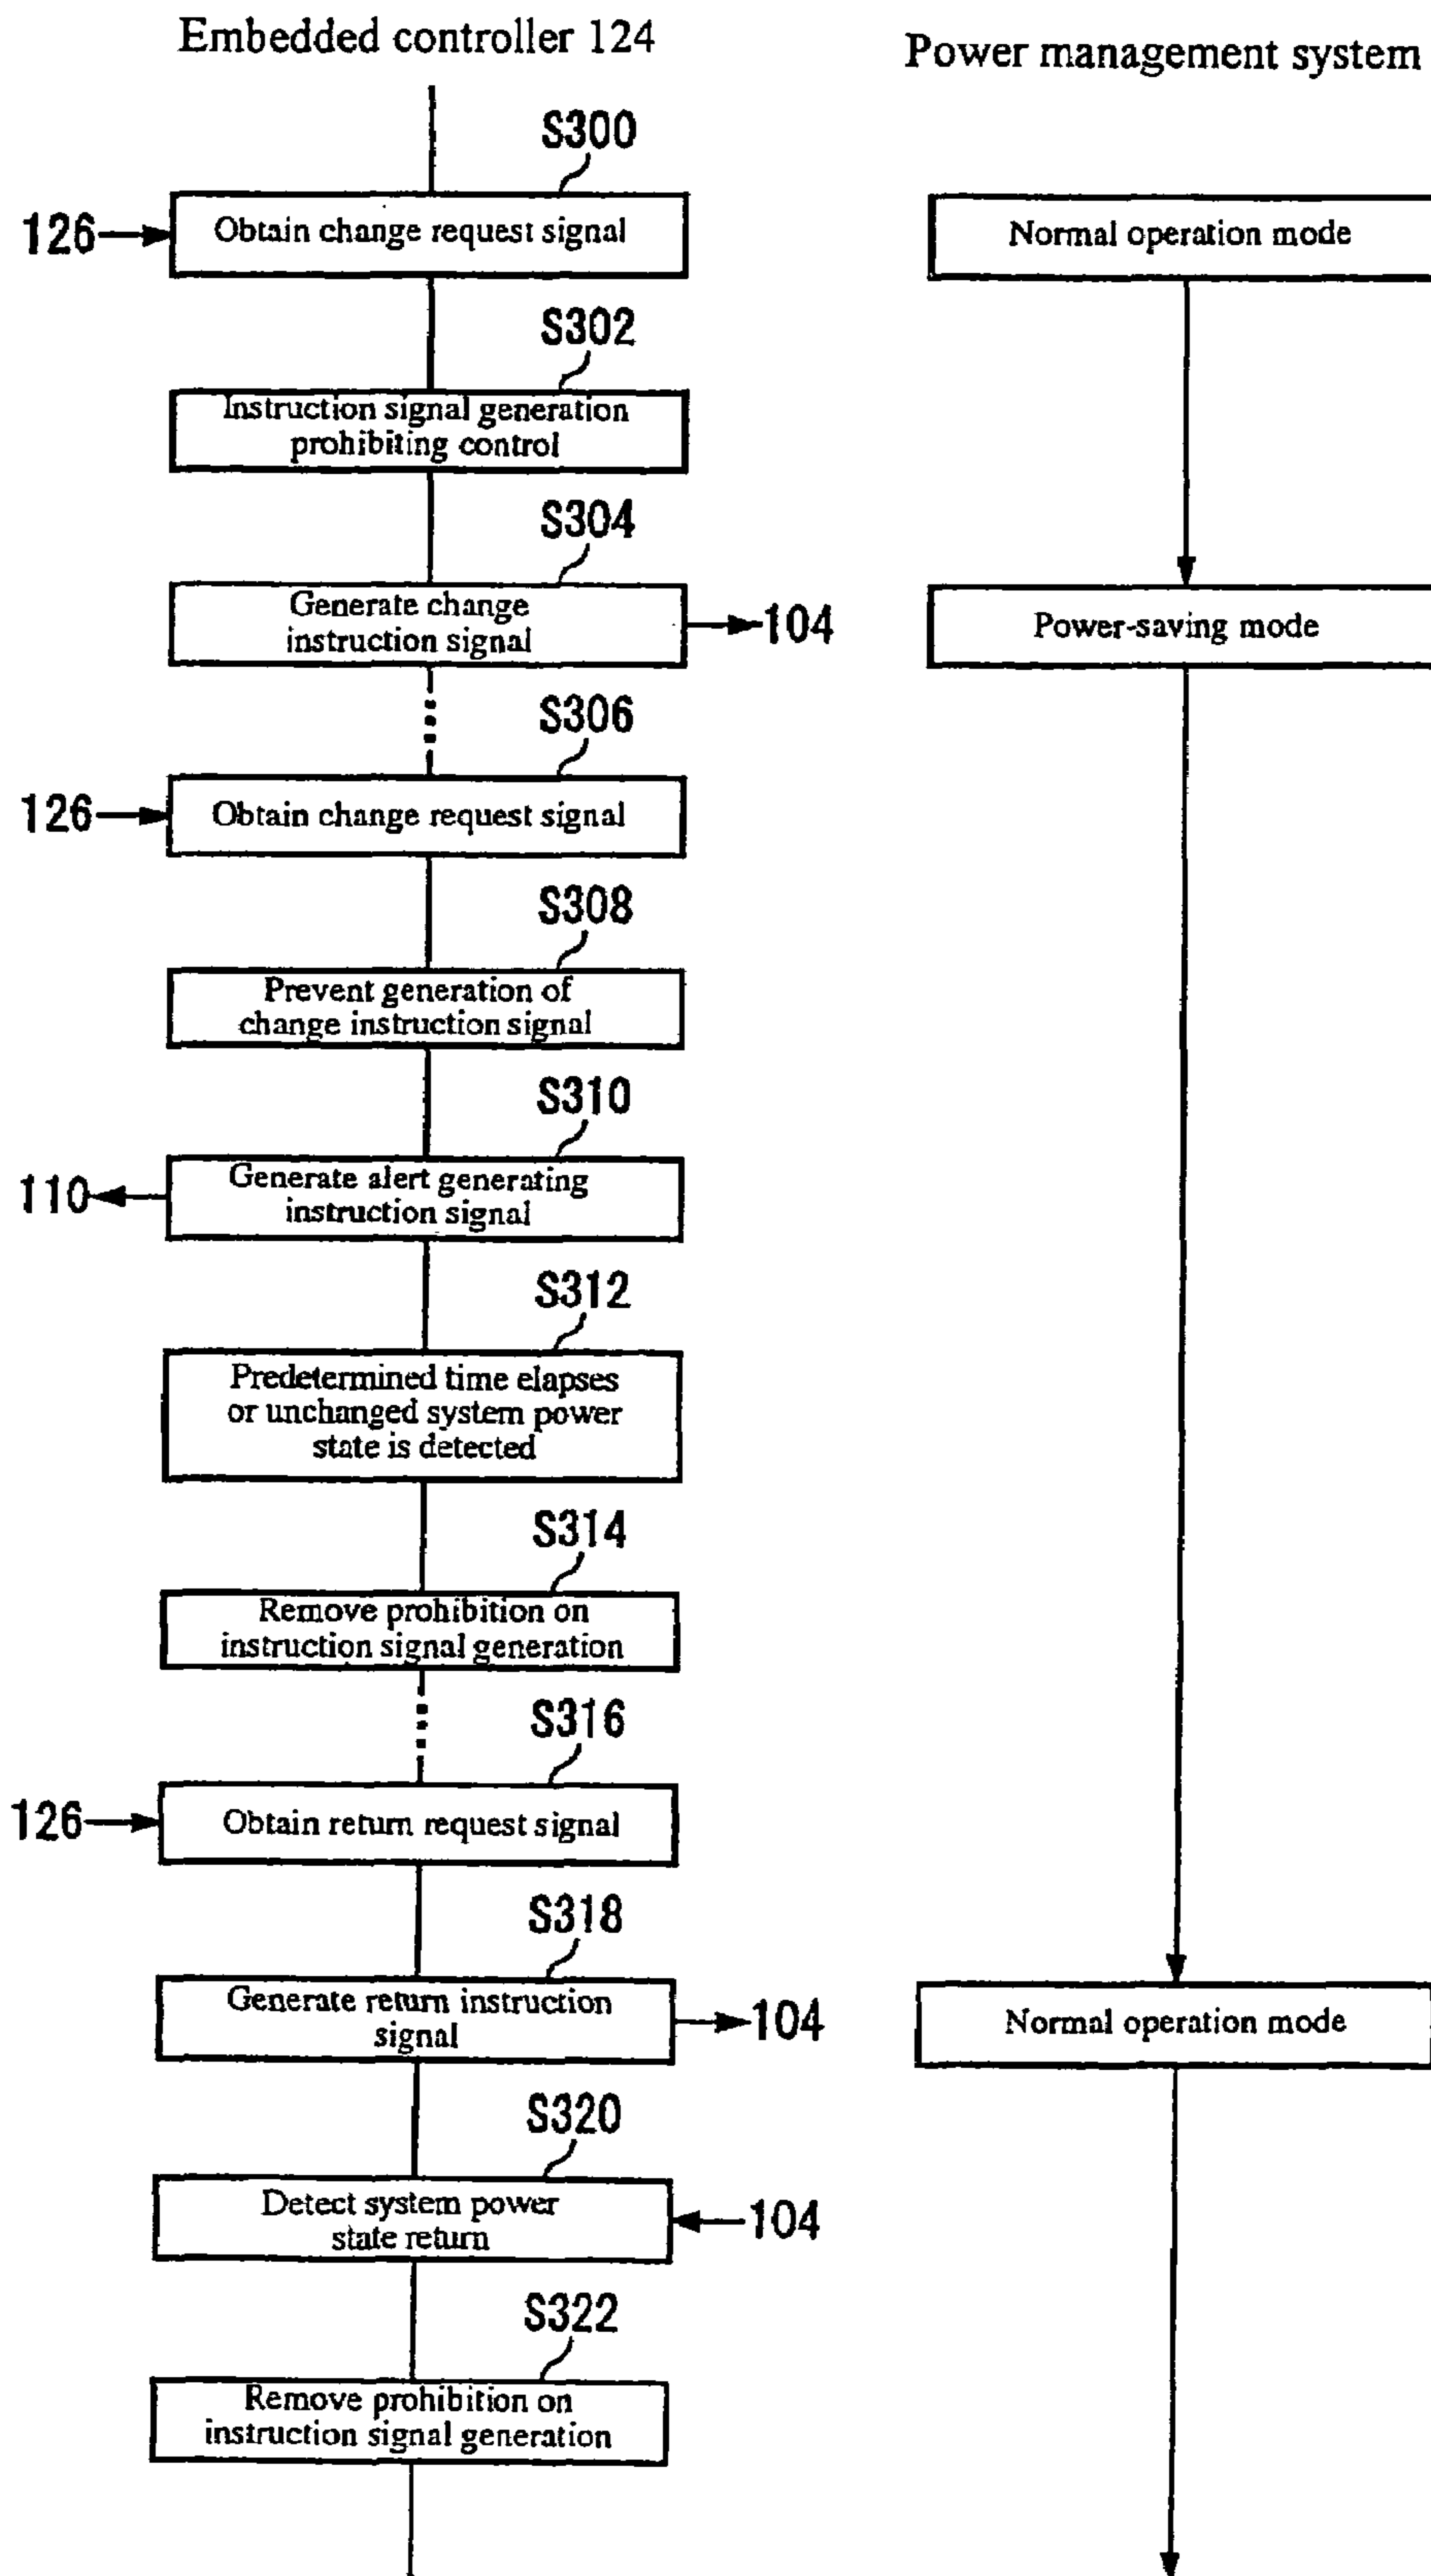 Embedded controller 124
Power management system
S300
126
Obtain change request signal
Normal operation mode
S302
Instruction signal generation
prohibiting control
S304
Generate change
instruction signal
104
Power-saving mode
S306
126
Obtain change request signal
S308
Prevent generation of
change instruction signal
S310
110
Generate alert generating
instruction signal
S312
Predetermined time elapses
or unchanged system power
state is detected
S314
Remove prohibition on
instruction signal generation
S316
126
Obtain return request signal
S318
Generate return instruction
signal
104
Normal operation mode
S320
Detect system power
state return
104
S322
Remove prohibition on
instruction signal generation